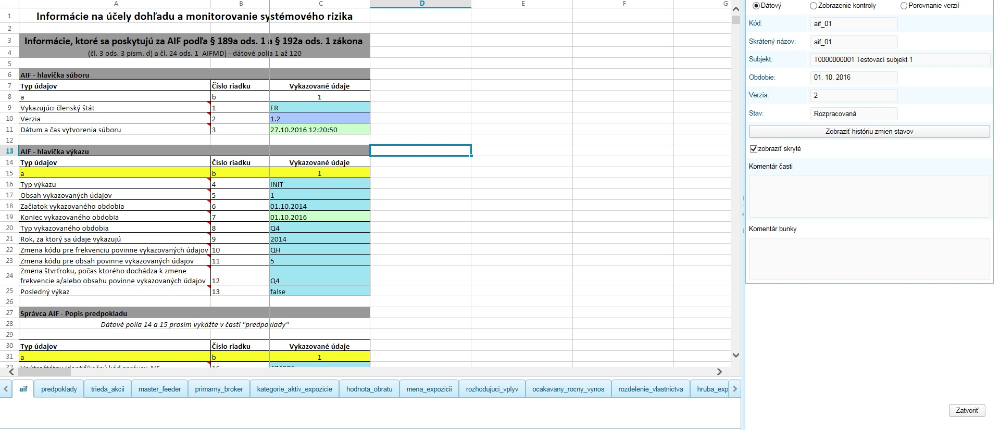 A B C D E F G
1 Informácie na účely dohľadu a monitorovanie systémového rizika
2
3 Informácie, ktoré sa poskytujú za AIF podľa § 189a ods. 1 a § 192a ods. 1 zákona
4 (čl. 3 ods. 3 písm. d) a čl. 24 ods. 1 AIFMD) - dátové polia 1 až 120
5
6 AIF - hlavička súboru
7 Typ údajov Číslo riadku Vykazované údaje
8 a b 1
9 Vykazujúci členský štát 1 FR
10 Verzia 2 1.2
11 Dátum a čas vytvorenia súboru 3 27.10.2016 12:20:50
12
13 AIF - hlavička výkazu
14 Typ údajov Číslo riadku Vykazované údaje
15 a b 1
16 Typ výkazu 4 INIT
17 Obsah vykazovaných údajov 5 1
18 Začiatok vykazovaného obdobia 6 01.10.2014
19 Koniec vykazovaného obdobia 7 01.10.2016
20 Typ vykazovaného obdobia 8 Q4
21 Rok, za ktorý sa údaje vykazujú 9 2014
22 Zmena kódu pre frekvenciu povinne vykazovaných údajov 10 QH
23 Zmena kódu pre obsah povinne vykazovaných údajov 11 5
Zmena štvrťroku, počas ktorého dochádza k zmene
24 frekvencie a/alebo obsahu povinne vykazovaných údajov 12 Q4
25 Posledný výkaz 13 false
26
27 Správca AIF - Popis predpokladu
28 Dátové polia 14 a 15 prosím vykážte v časti "predpoklady"
29
30 Typ údajov Číslo riadku Vykazované údaje
31 a b 1
32
aif predpoklady trieda_akcii master_feeder primarny_broker kategorie_aktiv_expozicie hodnota_obratu mena_expozicii rozhodujuci_vplyv ocakavany_rocny_vynos rozdelenie_vlastnictva hruba_exp
Dátový Zobrazenie kontroly Porovnanie verzií
Kód: aif_01
Skrátený názov: aif_01
Subjekt: T0000000001 Testovací subjekt 1
Obdobie: 01. 10. 2016
Verzia: 2
Stav: Rozpracovaná
Zobraziť históriu zmien stavov
zobraziť skryté
Komentár časti
Komentár bunky
Zatvoriť